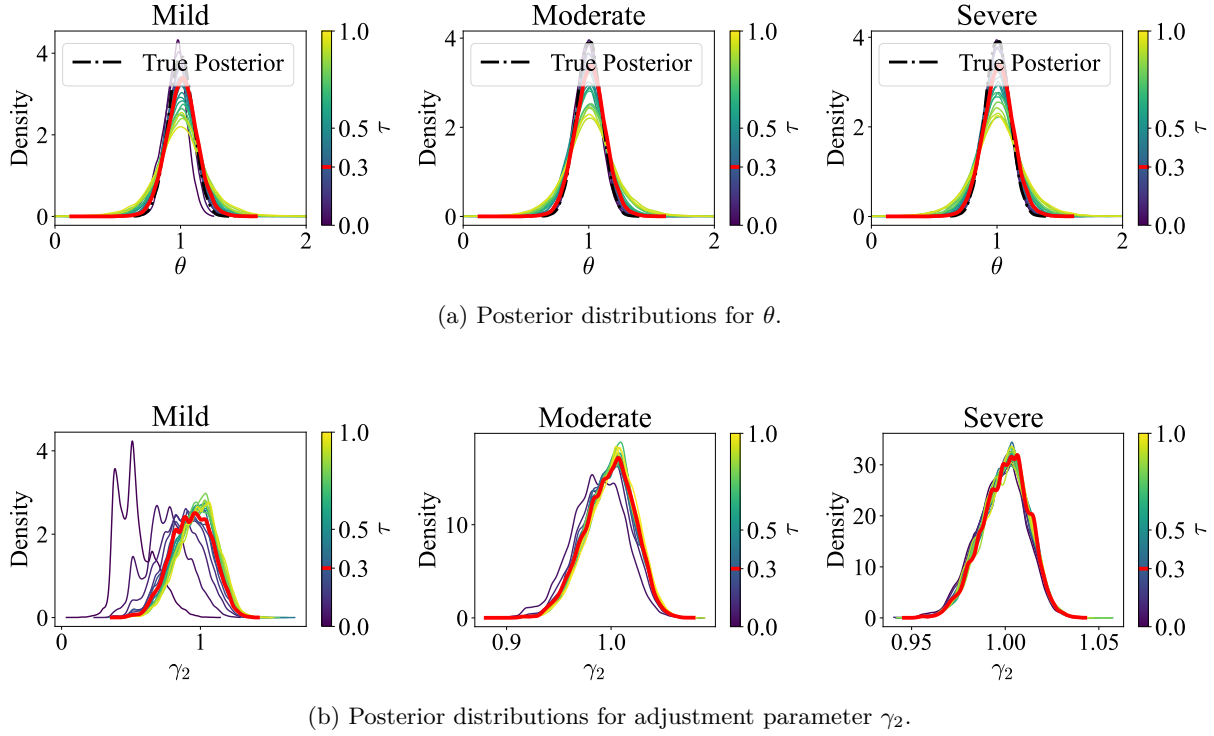 Mild Moderate Severe
4 True Posterior 1.0 4 True Posterior 1.0 4 True Posterior 1.0
Density 2 0.5 τ Density 2 0.5 τ Density 2 0.5 τ
0.3 0.3 0.3
0 0.0 0 0.0 0 0.0
0 1 2 0 1 2 0 1 2
θ θ θ
(a) Posterior distributions for θ.
Mild Moderate Severe
4 1.0 1.0 30 1.0
Density 2 0.5 τ Density 10 0.5 τ Density 20 0.5 τ
0.3 0.3 10 0.3
0 0.0 0 0.0 0 0.0
0 1 0.9 1.0 0.95 1.00 1.05
γ₂ γ₂ γ₂
(b) Posterior distributions for adjustment parameter γ₂.